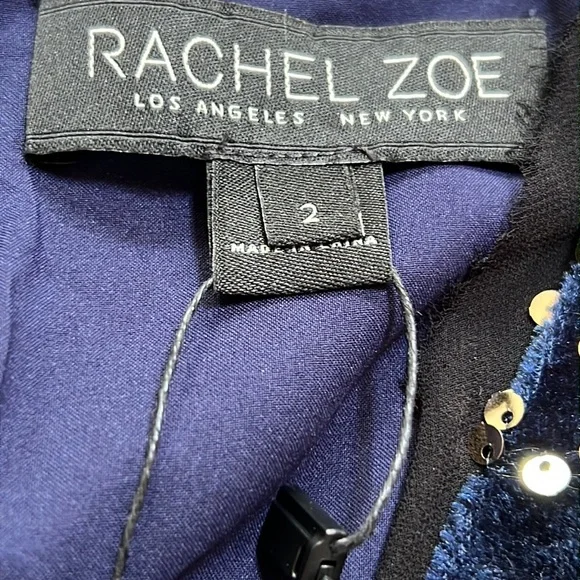 RACHEL ZOE
LOS ANGELES NEW YORK
2
MADE IN CHINA